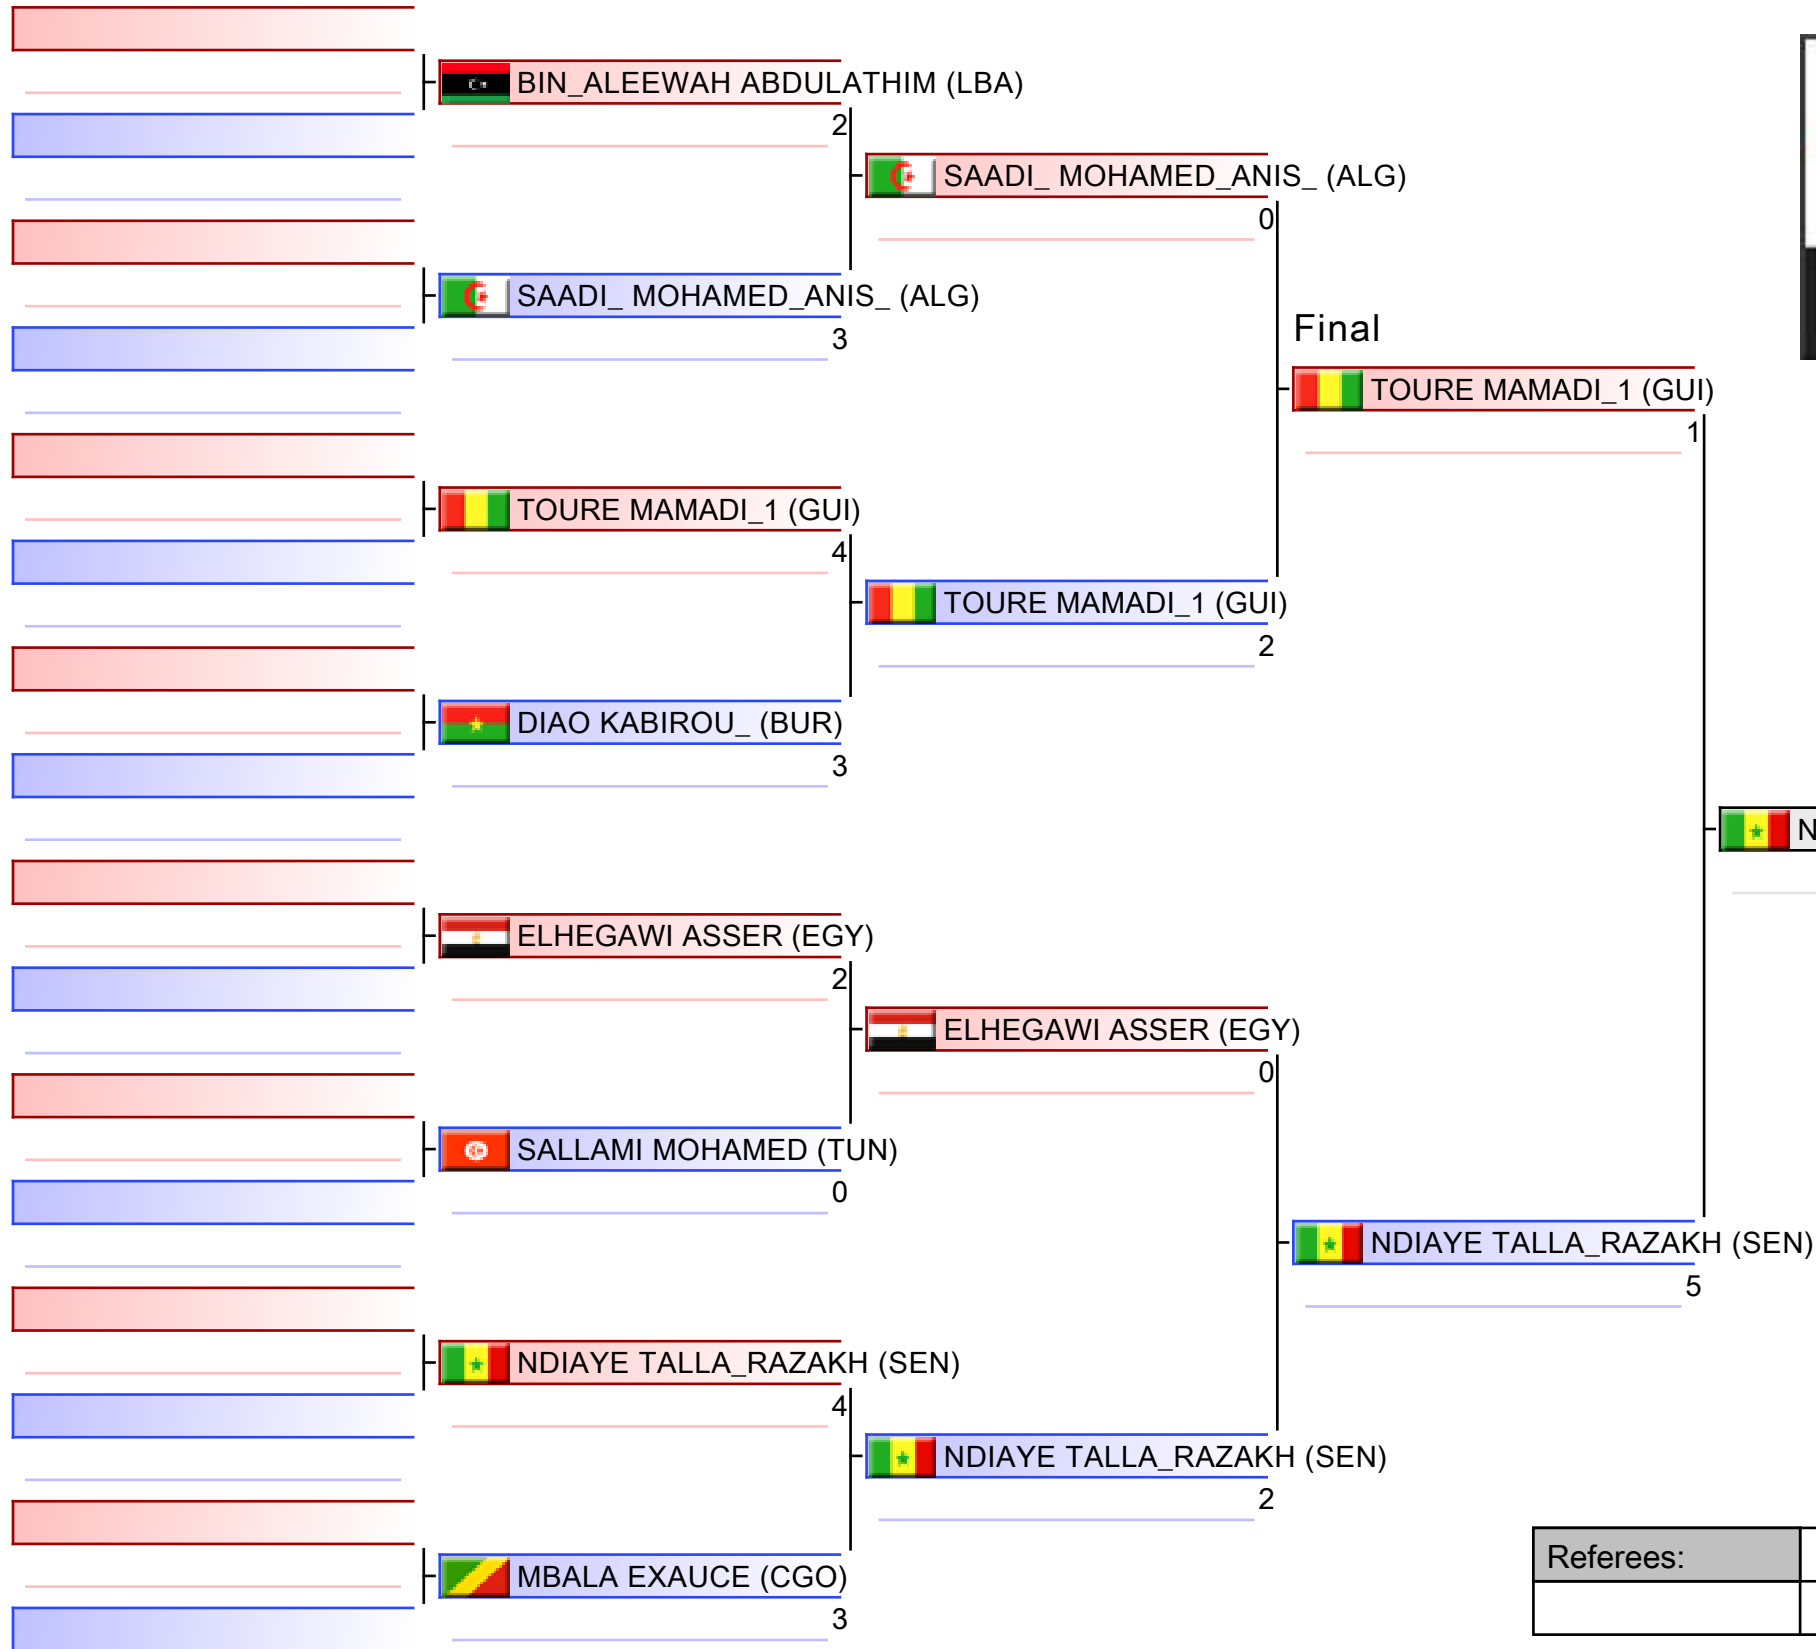 BIN_ALEEWAH ABDULATHIM (LBA)
2
SAADI_ MOHAMED_ANIS_ (ALG)
3
TOURE MAMADI_1 (GUI)
4
DIAO KABIROU_ (BUR)
3
ELHEGAWI ASSER (EGY)
2
SALLAMI MOHAMED (TUN)
0
NDIAYE TALLA_RAZAKH (SEN)
4
MBALA EXAUCE (CGO)
3
SAADI_ MOHAMED_ANIS_ (ALG)
0
TOURE MAMADI_1 (GUI)
2
ELHEGAWI ASSER (EGY)
0
NDIAYE TALLA_RAZAKH (SEN)
2
Final
TOURE MAMADI_1 (GUI)
1
NDIAYE TALLA_RAZAKH (SEN)
5
N
Referees: